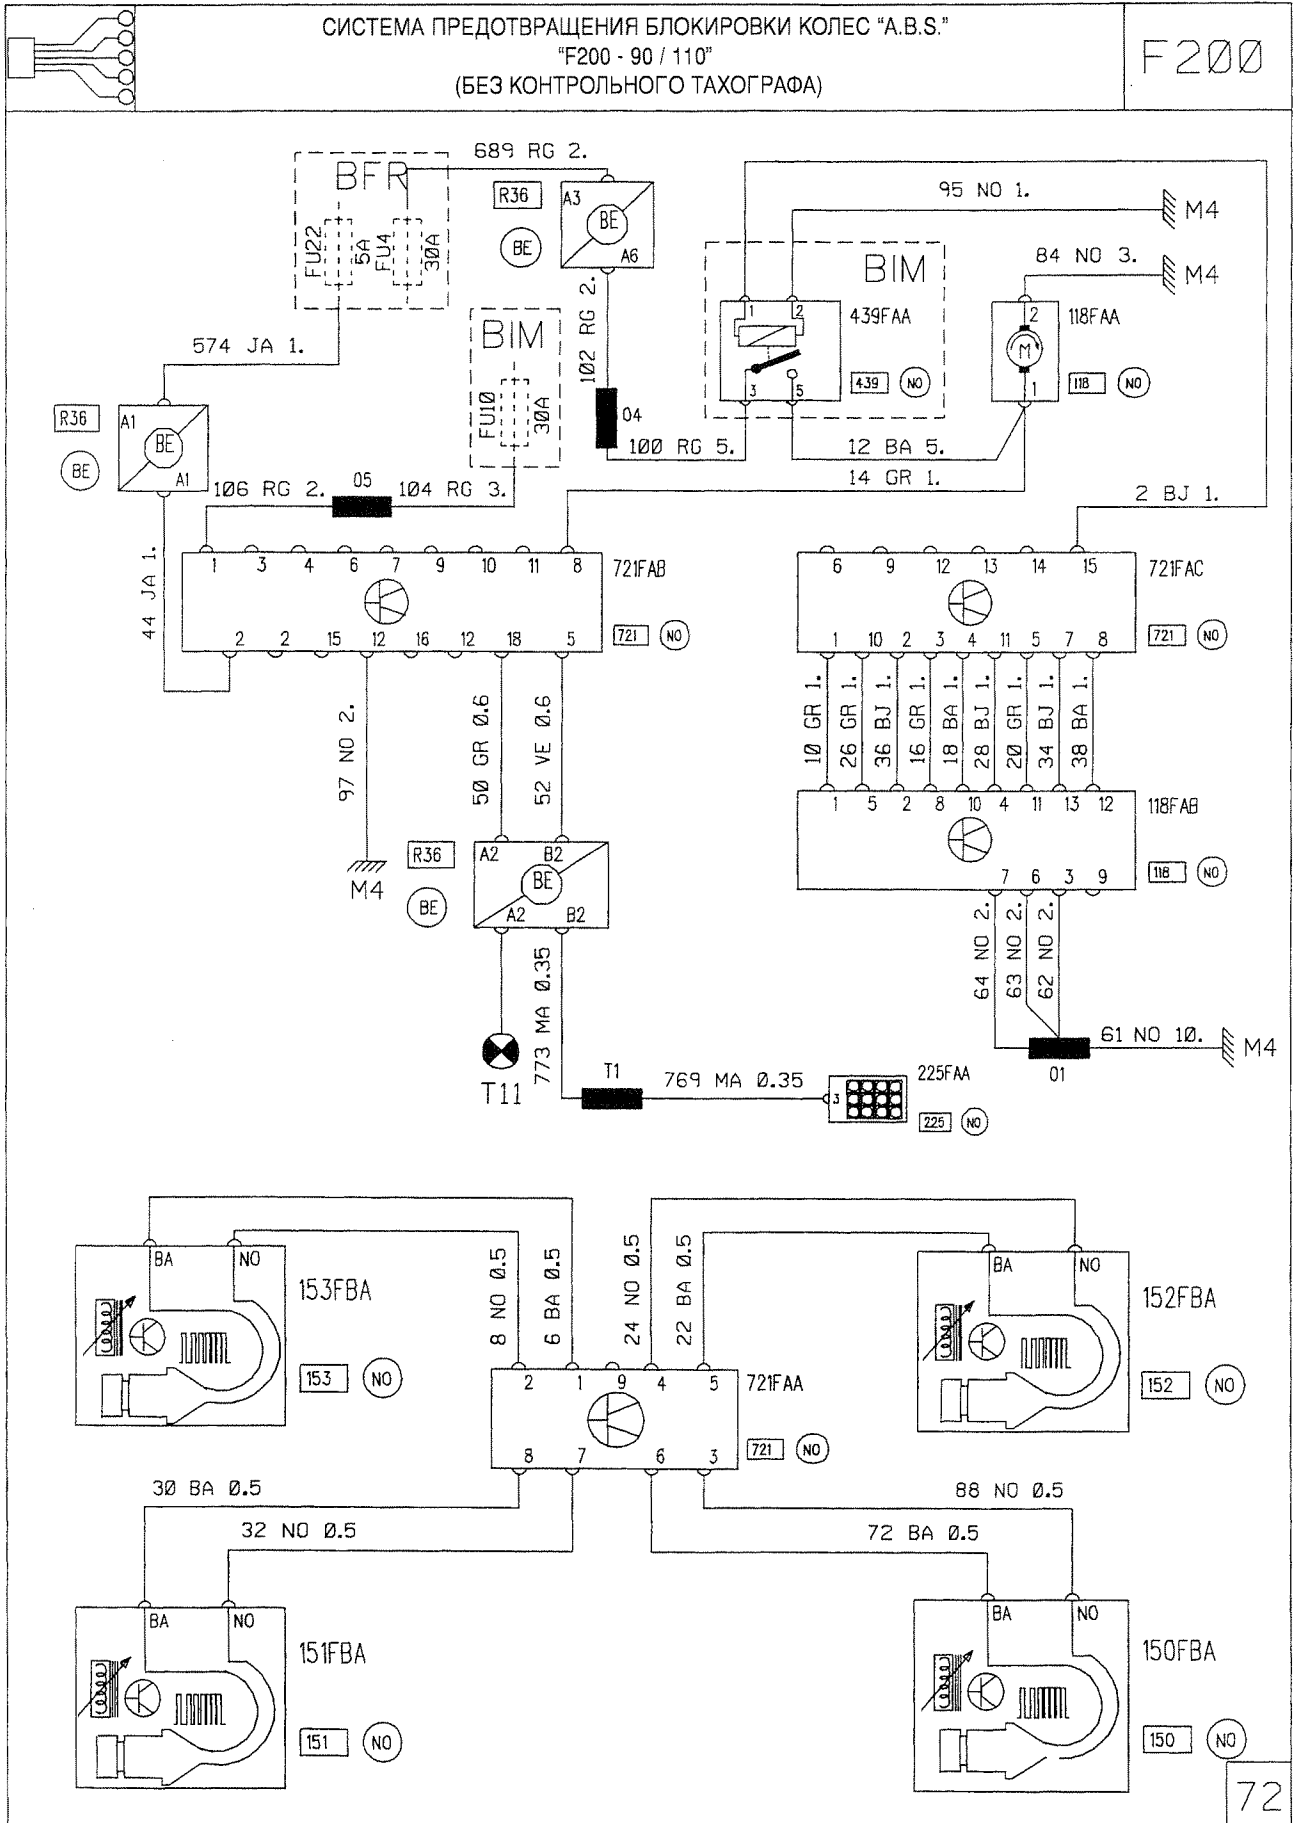 СИСТЕМА ПРЕДОТВРАЩЕНИЯ БЛОКИРОВКИ КОЛЕС “A.B.S.”
“F200 - 90 / 110”
(БЕЗ КОНТРОЛЬНОГО ТАХОГРАФА)
F200
689 RG 2.
BFR
FU22
5A
FU4
30A
R36
BE
A3
BE
A6
95 NO 1.
M4
84 NO 3.
M4
BIM
1
2
439FAA
439
NO
3
5
2
118FAA
M
118
NO
1
574 JA 1.
BIM
FU10
30A
102 RG 2.
04
100 RG 5.
12 BA 5.
14 GR 1.
2 BJ 1.
R36
BE
A1
BE
A1
106 RG 2.
05
104 RG 3.
44 JA 1.
1
3
4
6
7
9
10
11
8
721FAB
2
2
15
12
16
12
18
5
721
NO
6
9
12
13
14
15
721FAC
1
10
2
3
4
11
5
7
8
721
NO
97 NO 2.
M4
50 GR 0.6
52 VE 0.6
10 GR 1.
26 GR 1.
36 BJ 1.
16 GR 1.
18 BA 1.
28 BJ 1.
20 GR 1.
34 BJ 1.
38 BA 1.
1
5
2
8
10
4
11
13
12
118FAB
7
6
3
9
118
NO
R36
BE
A2
B2
BE
A2
B2
T11
773 MA 0.35
T1
769 MA 0.35
3
225FAA
225
NO
64 NO 2.
63 NO 2.
62 NO 2.
01
61 NO 10.
M4
BA
NO
153FBA
153
NO
8 NO 0.5
6 BA 0.5
24 NO 0.5
22 BA 0.5
BA
NO
152FBA
152
NO
2
1
9
4
5
721FAA
8
7
6
3
721
NO
30 BA 0.5
32 NO 0.5
88 NO 0.5
72 BA 0.5
BA
NO
151FBA
151
NO
BA
NO
150FBA
150
NO
72